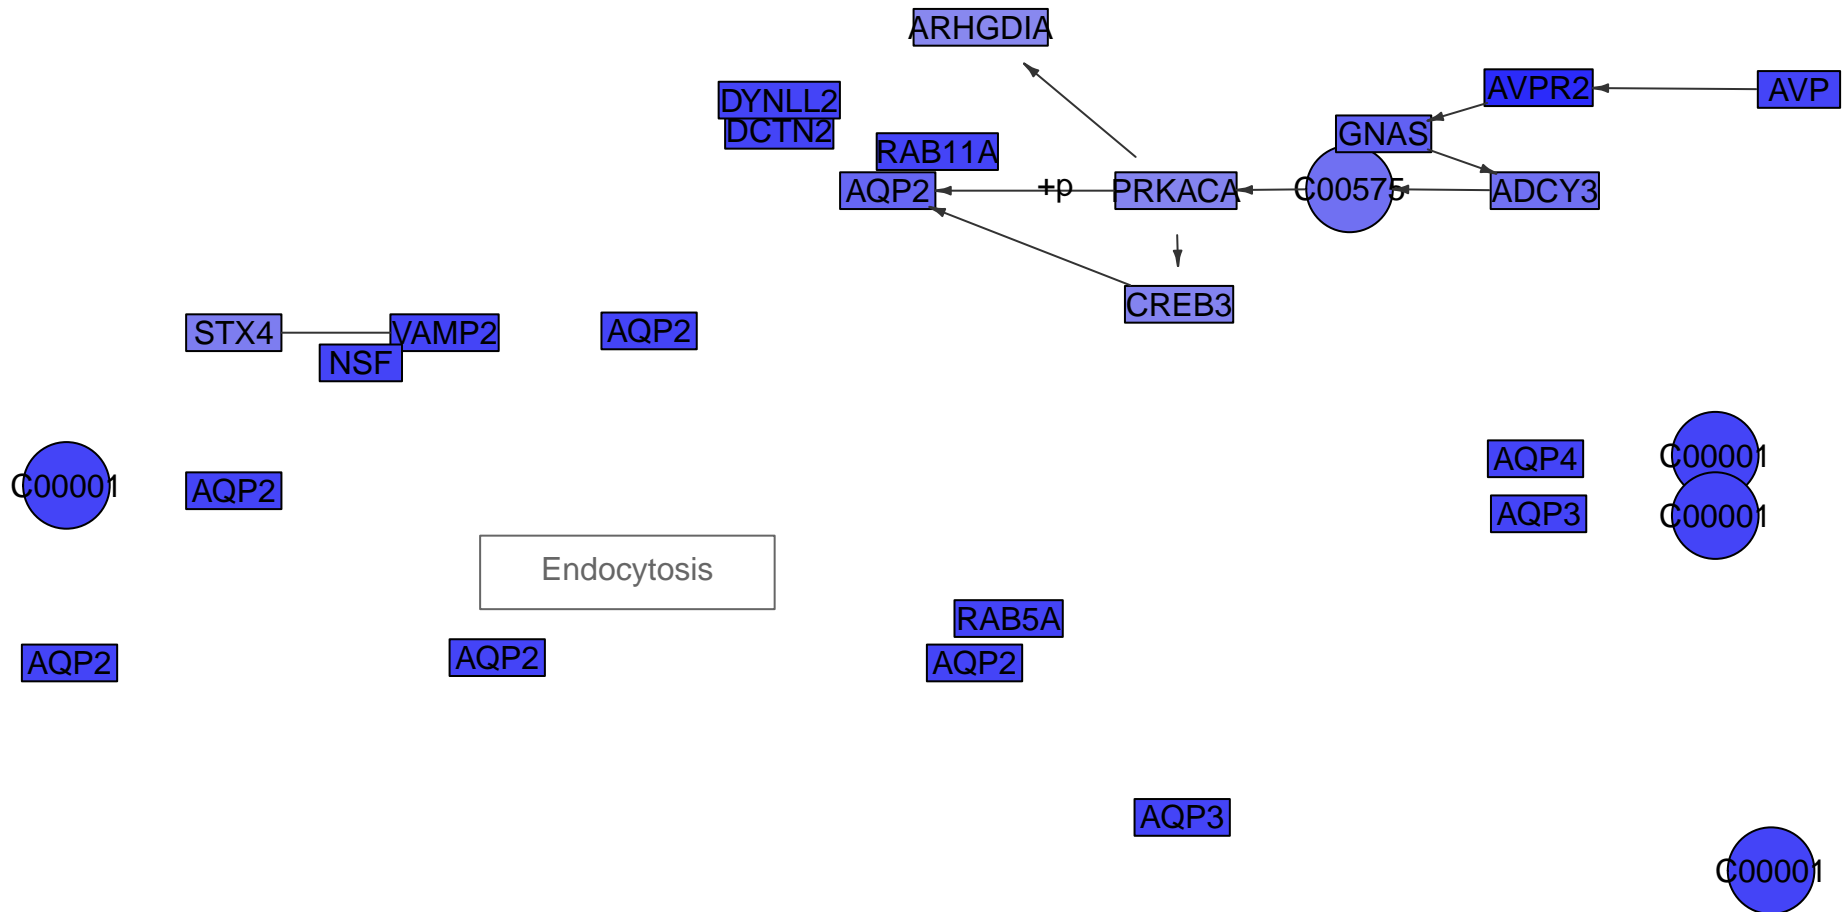 ARHGDIA
DYNLL2
AVPR2
AVP
DCTN2
GNAS
RAB11A
AQP2
+p
PRKACA
C00575
ADCY3
CREB3
STX4
VAMP2
AQP2
NSF
AQP4
C00001
C00001
AQP2
AQP3
C00001
Endocytosis
RAB5A
AQP2
AQP2
AQP2
AQP3
C00001